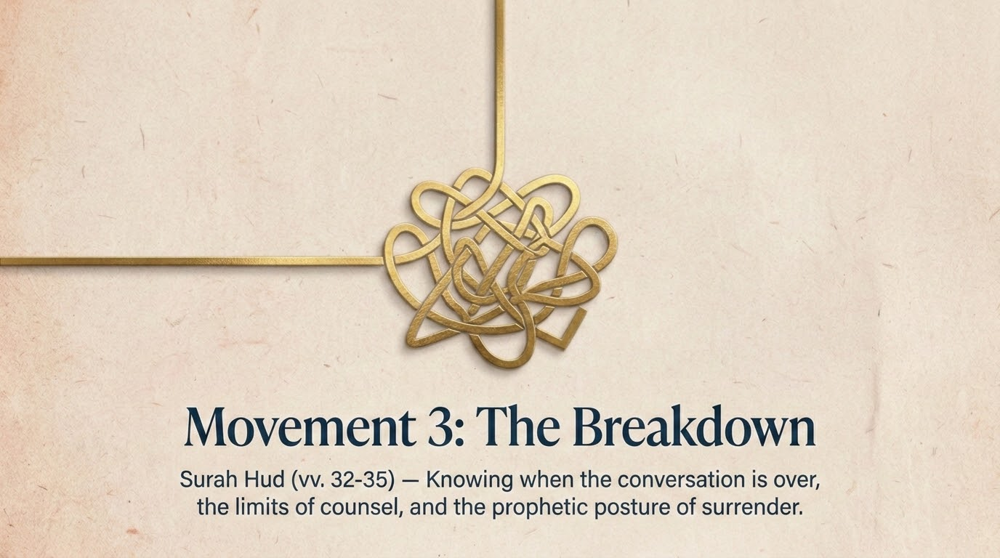 Movement 3: The Breakdown
Surah Hud (vv. 32-35) — Knowing when the conversation is over,
the limits of counsel, and the prophetic posture of surrender.